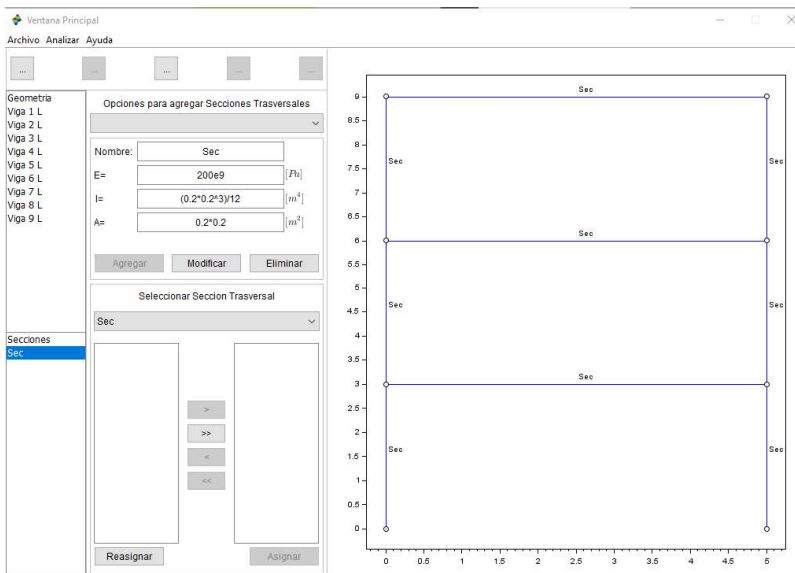 Ventana Principal
Archivo Analizar Ayuda
... ... ... ... ...
Geometria
Viga 1 L
Viga 2 L
Viga 3 L
Viga 4 L
Viga 5 L
Viga 6 L
Viga 7 L
Viga 8 L
Viga 9 L
Secciones
Sec
Opciones para agregar Secciones Trasversales
Nombre: Sec
E= 200e9 [Pa]
I= (0.2*0.2^3)/12 [m⁴]
A= 0.2*0.2 [m²]
Agregar Modificar Eliminar
Seleccionar Seccion Trasversal
Sec
>
>>
<
<<
Reasignar Asignar
9
8.5
8
7.5
7
6.5
6
5.5
5
4.5
4
3.5
3
2.5
2
1.5
1
0.5
0
Sec
Sec Sec
Sec
Sec Sec
Sec
Sec Sec
0 0.5 1 1.5 2 2.5 3 3.5 4 4.5 5